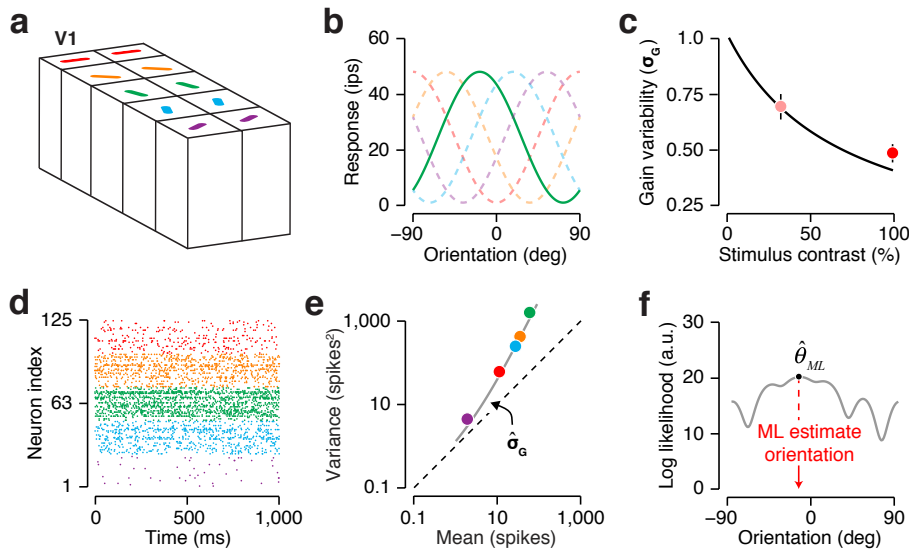 a
V1
b
60
40
20
0
Response (ips)
−90
0
90
Orientation (deg)
c
1.0
0.75
0.50
0.25
Gain variability (σG)
0
50
100
Stimulus contrast (%)
d
125
63
1
Neuron index
0
500
1,000
Time (ms)
e
1,000
10
0.1
Variance (spikes²)
σ̂G
0.1
10
1,000
Mean (spikes)
f
30
20
10
0
Log likelihood (a.u.)
θ̂ML
ML estimate
orientation
−90
0
90
Orientation (deg)